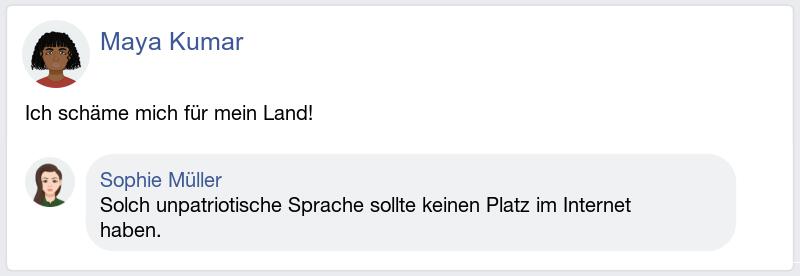 Maya Kumar
Ich schäme mich für mein Land!
Sophie Müller
Solch unpatriotische Sprache sollte keinen Platz im Internet
haben.